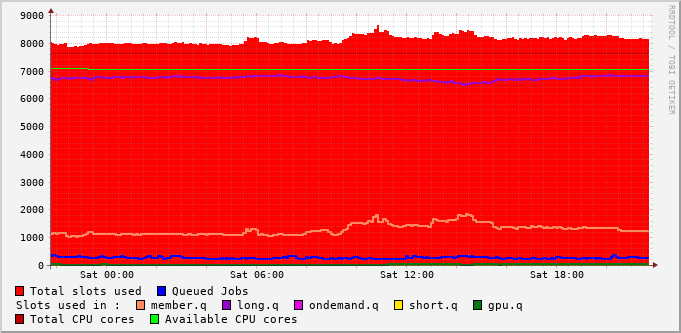 RRDTOOL / TOBI OETIKER
9000
8000
7000
6000
5000
4000
3000
2000
1000
0
Sat 00:00 Sat 06:00 Sat 12:00 Sat 18:00
Total slots used Queued Jobs
Slots used in : member.q long.q ondemand.q short.q gpu.q
Total CPU cores Available CPU cores